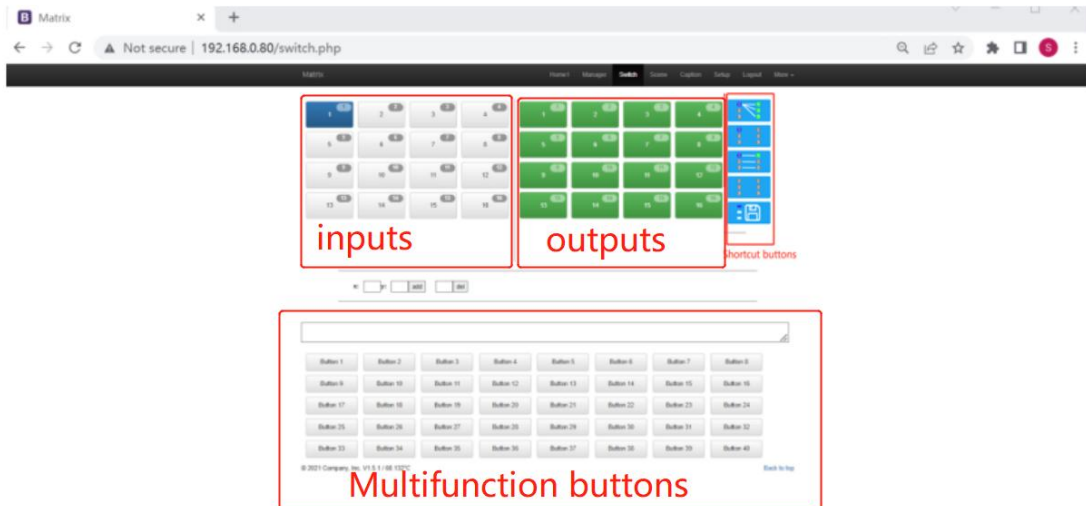 B Matrix × +
Not secure | 192.168.0.80/switch.php S
Matrix Home1 Manager Switch Scene Caption Setup Logout More
1 2 3 4 1 2 3 4
5 6 7 8 5 6 7 8
9 10 11 12 9 10 11 12
13 14 15 16 13 14 15 16
inputs outputs
Shortcut buttons
add del
Button 1 Button 2 Button 3 Button 4 Button 5 Button 6 Button 7 Button 8
Button 9 Button 10 Button 11 Button 12 Button 13 Button 14 Button 15 Button 16
Button 17 Button 18 Button 19 Button 20 Button 21 Button 22 Button 23 Button 24
Button 25 Button 26 Button 27 Button 28 Button 29 Button 30 Button 31 Button 32
Button 33 Button 34 Button 35 Button 36 Button 37 Button 38 Button 39 Button 40
© 2021 Company, Inc. Back to top
Multifunction buttons